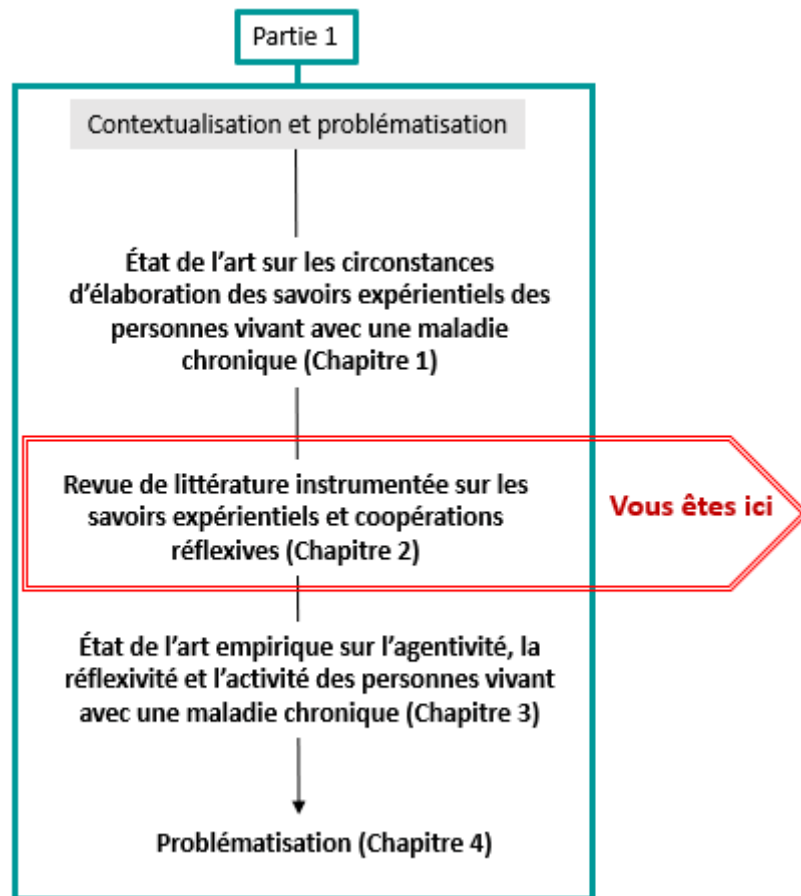 Partie 1
Contextualisation et problématisation
État de l’art sur les circonstances
d’élaboration des savoirs expérientiels des
personnes vivant avec une maladie
chronique (Chapitre 1)
Revue de littérature instrumentée sur les
savoirs expérientiels et coopérations
réflexives (Chapitre 2)
Vous êtes ici
État de l’art empirique sur l’agentivité, la
réflexivité et l’activité des personnes vivant
avec une maladie chronique (Chapitre 3)
Problématisation (Chapitre 4)